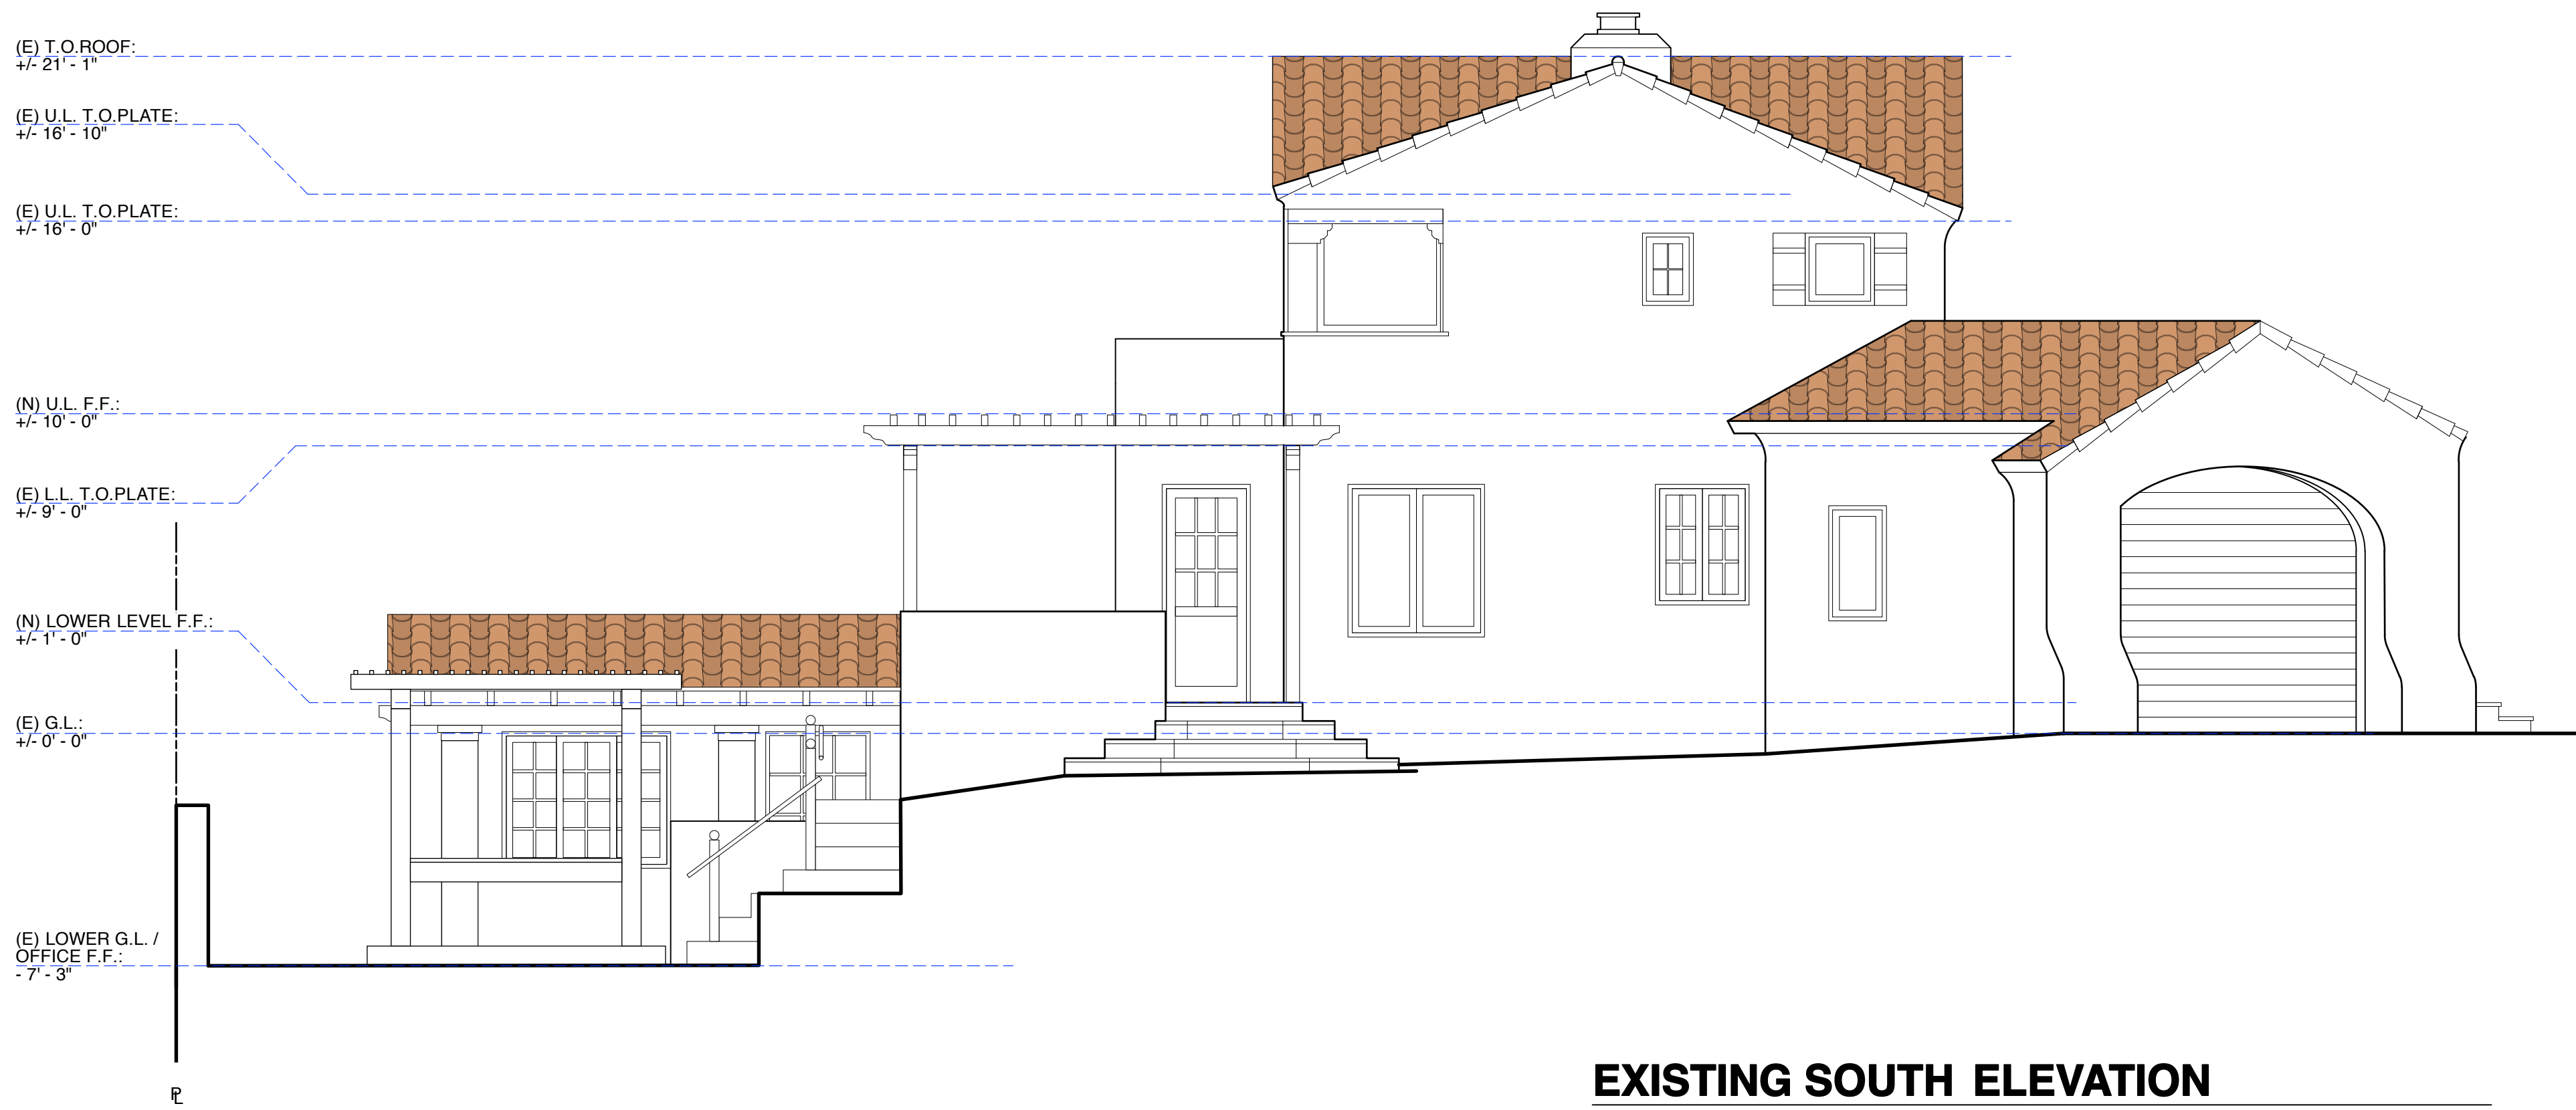 (E) T.O.ROOF:
+/- 21' - 1"
(E) U.L. T.O.PLATE:
+/- 16' - 10"
(E) U.L. T.O.PLATE:
+/- 16' - 0"
(N) U.L. F.F.:
+/- 10' - 0"
(E) L.L. T.O.PLATE:
+/- 9' - 0"
(N) LOWER LEVEL F.F.:
+/- 1' - 0"
(E) G.L.:
+/- 0' - 0"
(E) LOWER G.L. /
OFFICE F.F.:
- 7' - 3"
PL
EXISTING SOUTH ELEVATION